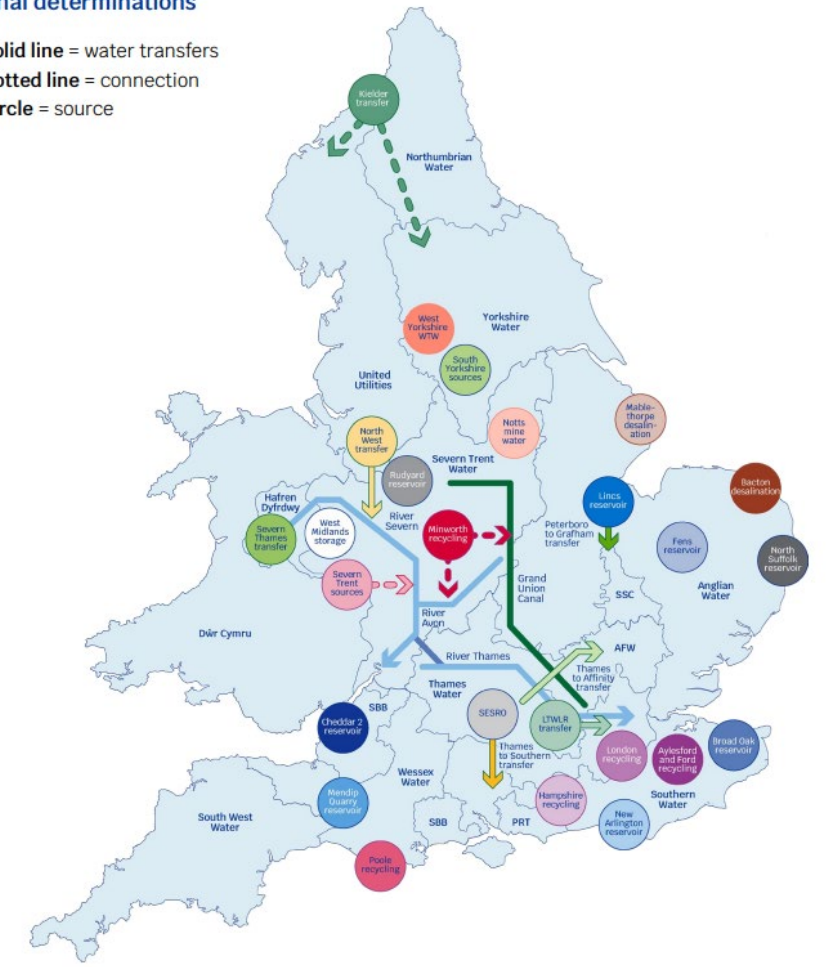 nal determinations
olid line = water transfers
otted line = connection
rcle = source
Kielder
transfer
Northumbrian
Water
West
Yorkshire
WTW
Yorkshire
Water
South
Yorkshire
sources
United
Utilities
Mable-
thorpe
desalin-
ation
North
West
transfer
Notts
mine
water
Severn Trent
Water
Rudyard
reservoir
Bacton
desalination
Lincs
reservoir
Hafren
Dyfrdwy
River
Severn
Severn
Thames
transfer
West
Midlands
storage
Minworth
recycling
Peterboro
to Grafham
transfer
Fens
reservoir
North
Suffolk
reservoir
Severn
Trent
sources
Grand
Union
Canal
SSC
Anglian
Water
River
Avon
Dŵr Cymru
River Thames
AFW
Thames
to Affinity
transfer
Thames
Water
SBB
Cheddar 2
reservoir
SESRO
LTWLR
transfer
London
recycling
Aylesford
and Ford
recycling
Broad Oak
reservoir
Thames
to Southern
transfer
Wessex
Water
Mendip
Quarry
reservoir
Hampshire
recycling
Southern
Water
South West
Water
SBB
PRT
New
Arlington
reservoir
Poole
recycling